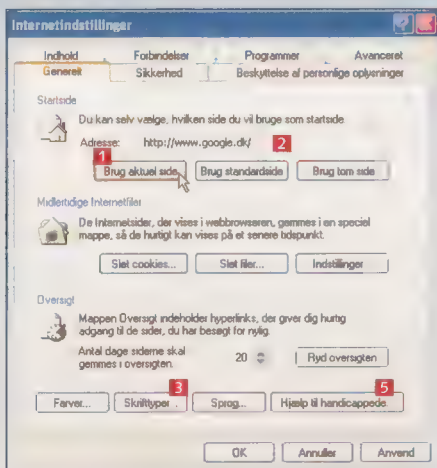 Internetindstillinger
Indhold Forbindelser Programmer Avanceret
Generelt Sikkerhed Beskyttelse af personlige oplysninger
Startside
Du kan selv vælge, hvilken side du vil bruge som startside.
Adresse: http://www.google.dk/ 2
1
Brug aktuel side Brug standardside Brug tom side
Midlertidige Internetfiler
De Internetsider, der vises i webbrowseren, gemmes i en speciel
mappe, så de hurtigt kan vises på et senere tidspunkt.
Slet cookies... Slet filer... Indstillinger
Oversigt
Mappen Oversigt indeholder hyperlinks, der giver dig hurtig
adgang til de sider, du har besøgt for nylig.
Antal dage siderne skal
gemmes i oversigten. 20 Ryd oversigten
3 5
Farver... Skrifttyper... Sprog... Hjælp til handicappede
OK Annuller Anvend